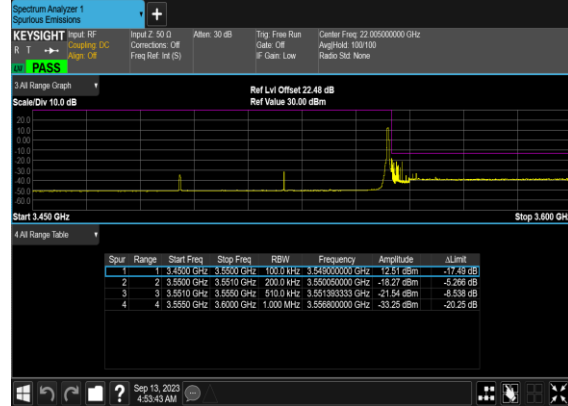 Spectrum Analyzer 1
Spurious Emissions
+
KEYSIGHT Input: RF Input Z: 50 Ω Atten: 30 dB Trig: Free Run Center Freq: 22.005000000 GHz
R T Coupling: DC Corrections: Off Gate: Off Avg|Hold: 100/100
Align: Off Freq Ref: Int (S) IF Gain: Low Radio Std: None
PASS
3 All Range Graph Ref Lvl Offset 22.48 dB
Scale/Div 10.0 dB Ref Value 30.00 dBm
20.0
10.0
0.00
-10.0
-20.0
-30.0
-40.0
-50.0
-60.0
Start 3.450 GHz Stop 3.600 GHz
4 All Range Table
Spur Range Start Freq Stop Freq RBW Frequency Amplitude ΔLimit
1 1 3.4500 GHz 3.5500 GHz 100.0 kHz 3.549000000 GHz 12.51 dBm -17.49 dB
2 2 3.5500 GHz 3.5510 GHz 200.0 kHz 3.550050000 GHz -18.27 dBm -5.266 dB
3 3 3.5510 GHz 3.5550 GHz 510.0 kHz 3.551393333 GHz -21.54 dBm -8.538 dB
4 4 3.5550 GHz 3.6000 GHz 1.000 MHz 3.556800000 GHz -33.25 dBm -20.25 dB
? Sep 13, 2023
4:53:43 AM